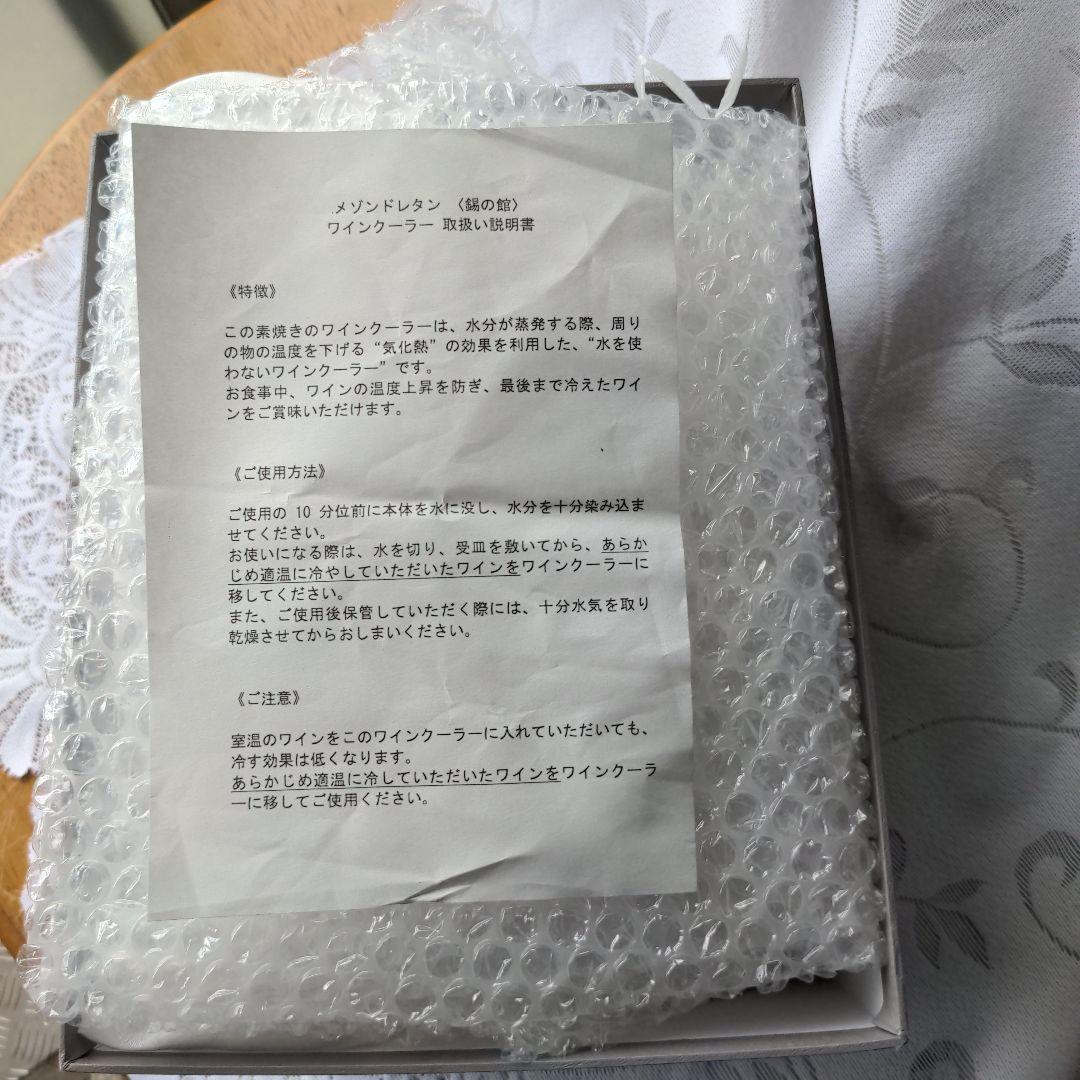 メゾンドレタン 〈錫の館〉
ワインクーラー 取扱い説明書
《特徴》
この素焼きのワインクーラーは、水分が蒸発する際、周り
の物の温度を下げる“気化熱”の効果を利用した、“水を使
わないワインクーラー”です。
お食事中、ワインの温度上昇を防ぎ、最後まで冷えたワイ
ンをご賞味いただけます。
《ご使用方法》
ご使用の 10 分位前に本体を水に没し、水分を十分染み込ま
せてください。
お使いになる際は、水を切り、受皿を敷いてから、あらか
じめ適温に冷やしていただいたワインをワインクーラーに
移してください。
また、ご使用後保管していただく際には、十分水気を取り
乾燥させてからおしまいください。
《ご注意》
室温のワインをこのワインクーラーに入れていただいても、
冷す効果は低くなります。
あらかじめ適温に冷していただいたワインをワインクーラ
ーに移してご使用ください。